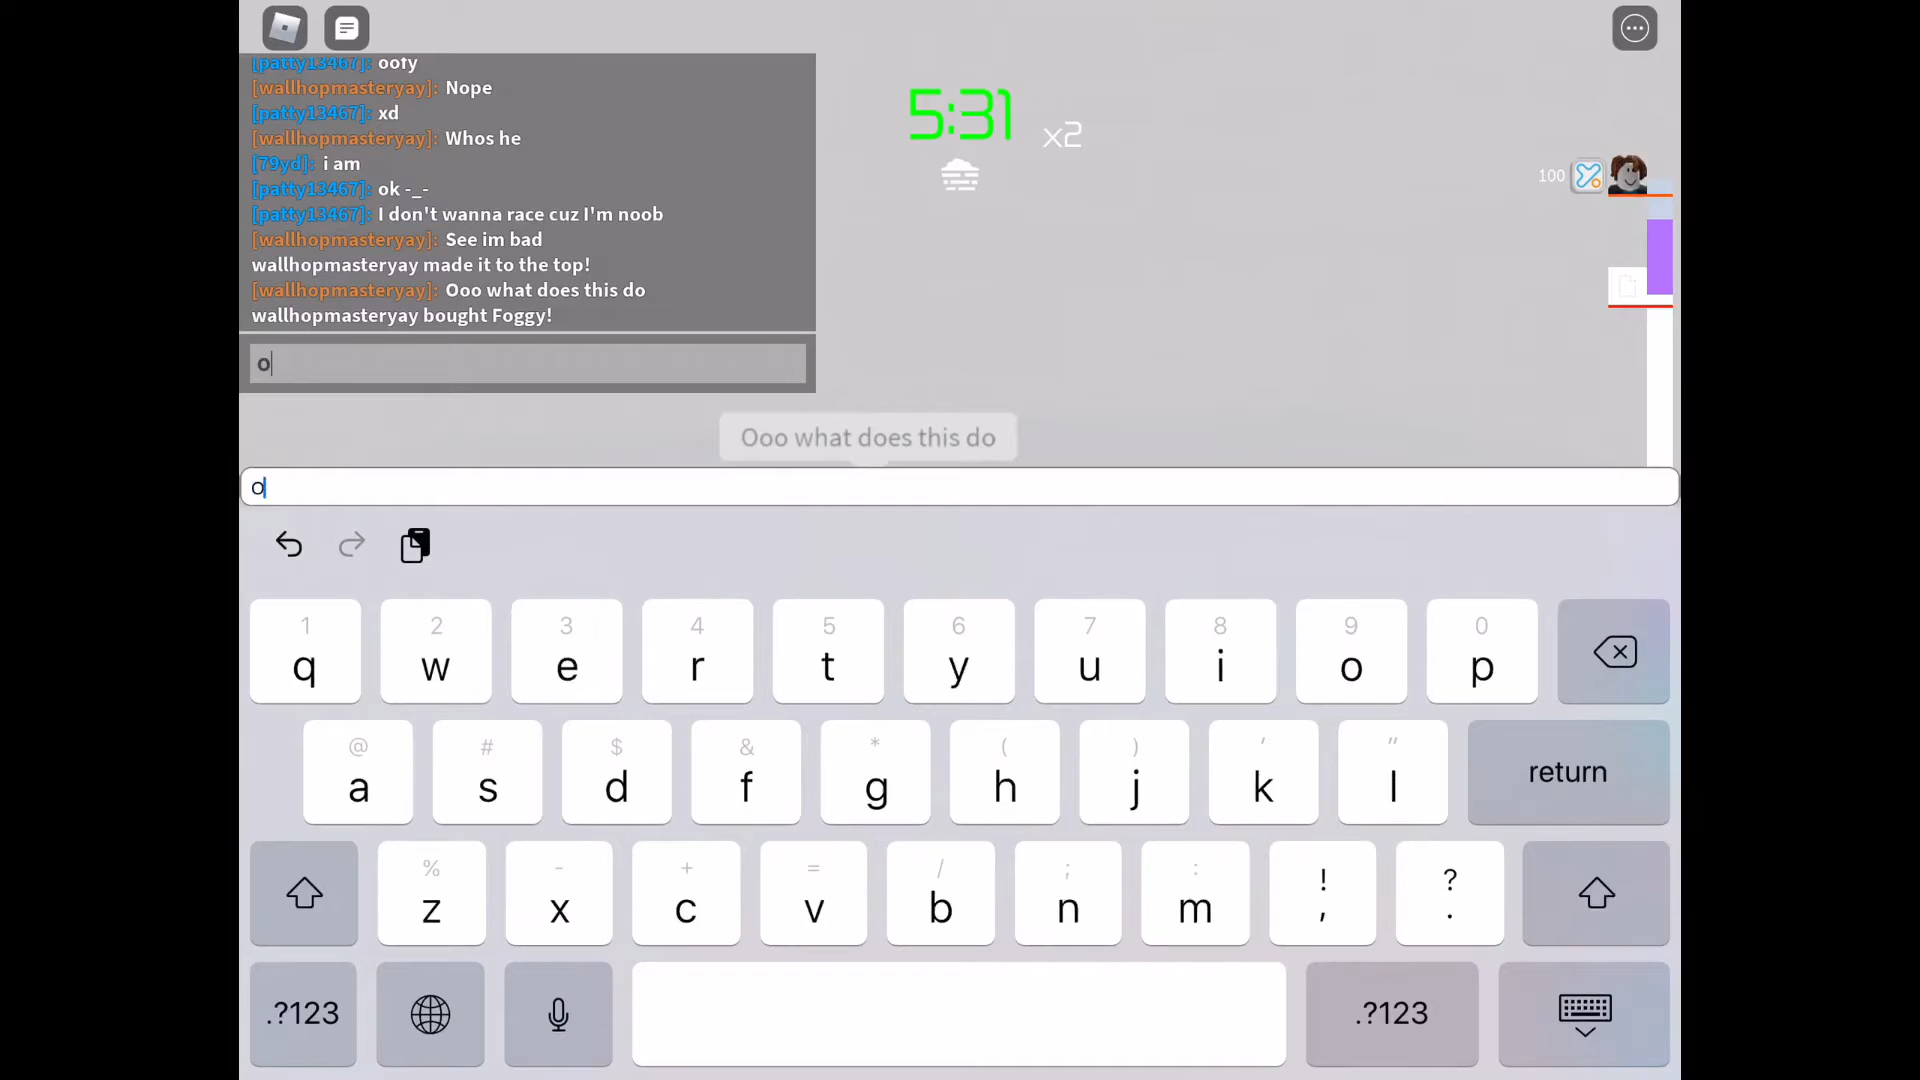 [patty13467]: oofy
[wallhopmasteryay]: Nope
[patty13467]: xd
[wallhopmasteryay]: Whos he
[79yd]: i am
[patty13467]: ok -_-
[patty13467]: I don't wanna race cuz I'm noob
[wallhopmasteryay]: See im bad
wallhopmasteryay made it to the top!
[wallhopmasteryay]: Ooo what does this do
wallhopmasteryay bought Foggy!
o
5:31
x2
100
Ooo what does this do
o
1 2 3 4 5 6 7 8 9 0
q w e r t y u i o p
@ # $ & * ( ) ' "
a s d f g h j k l return
% - + = / ; : ! ?
z x c v b n m , .
.?123 .?123